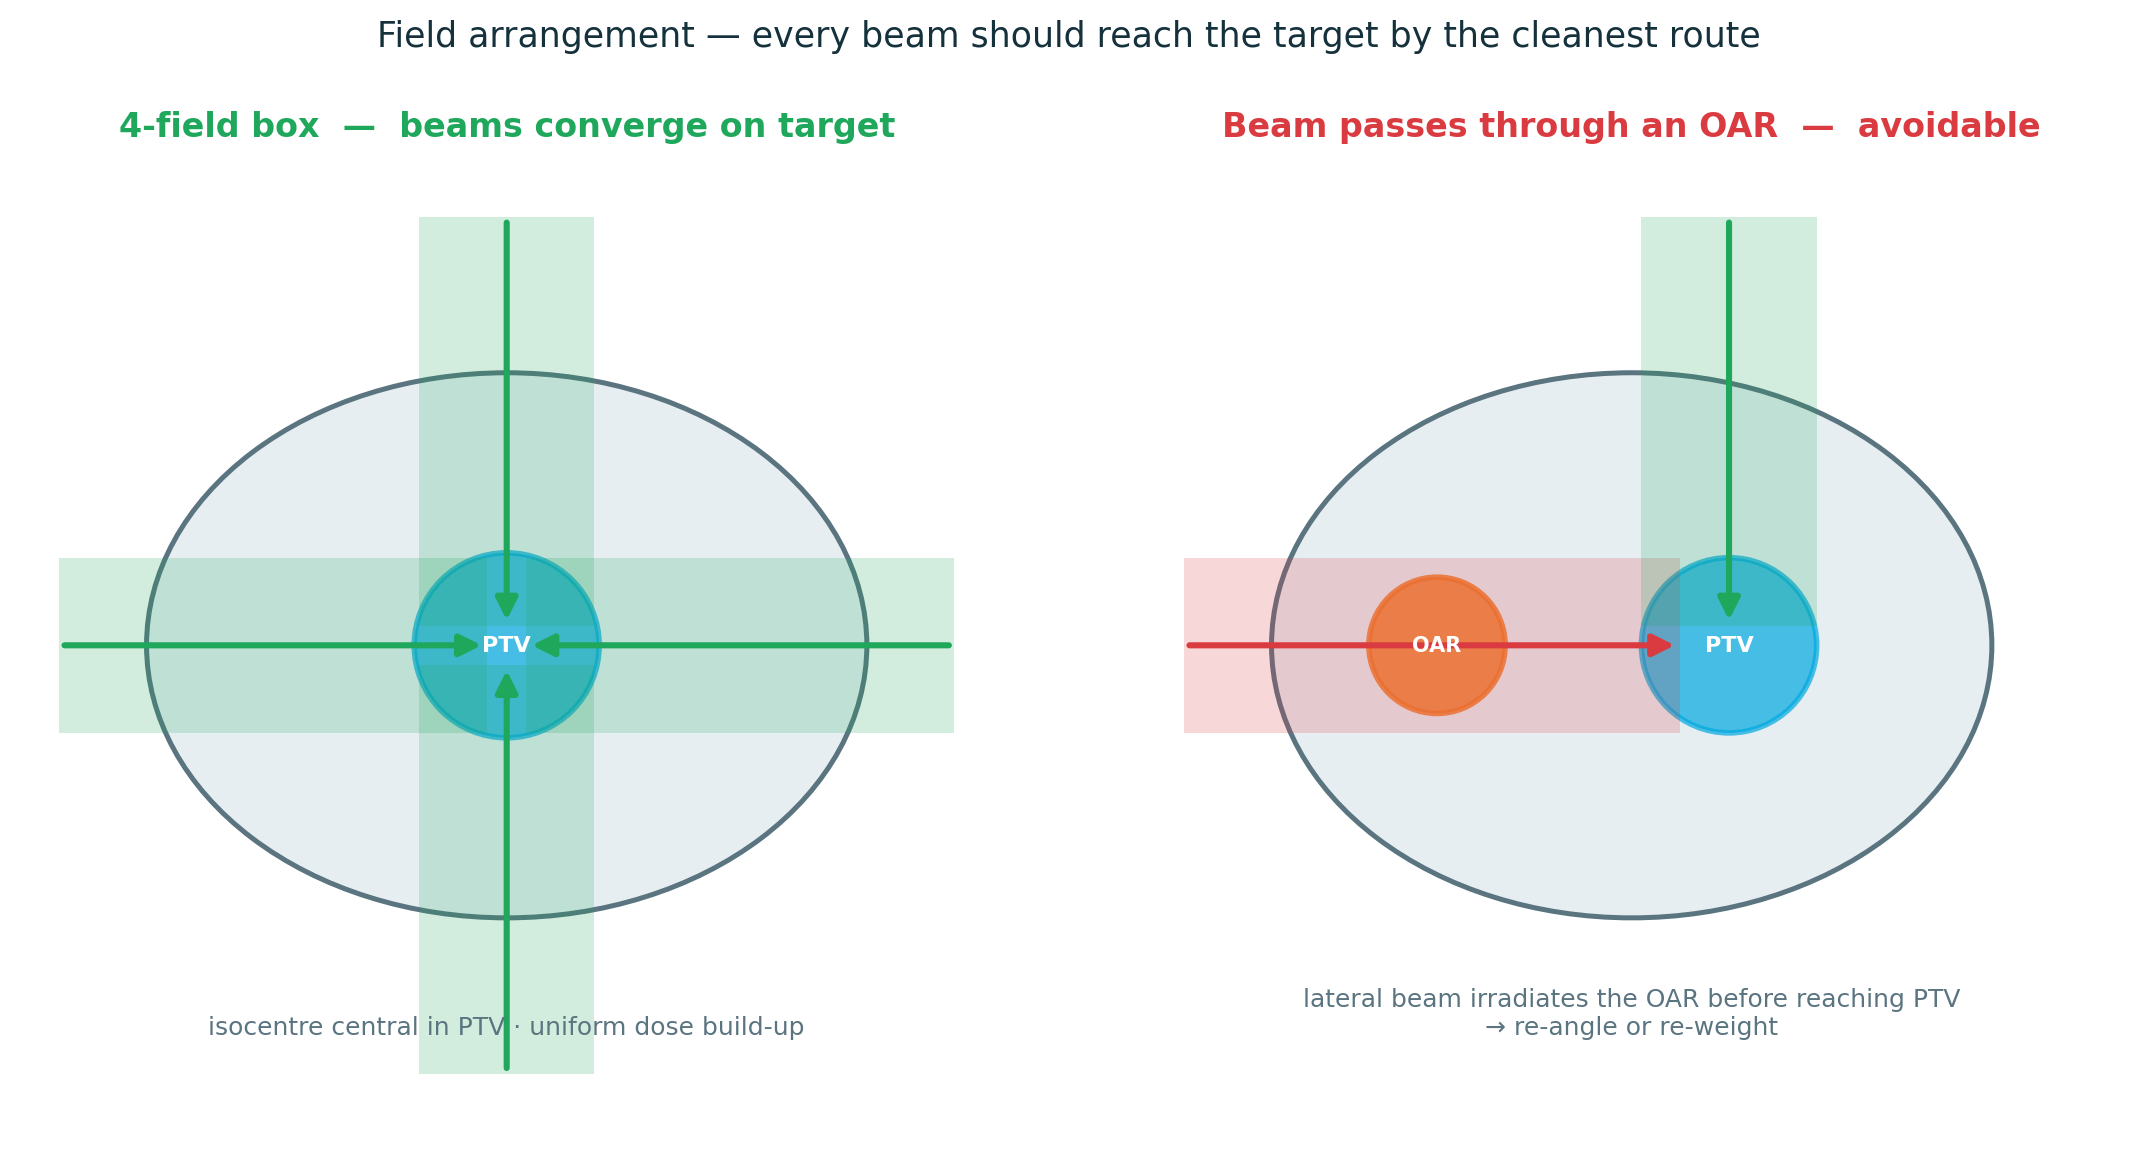 Field arrangement — every beam should reach the target by the cleanest route
4-field box — beams converge on target
PTV
isocentre central in PTV · uniform dose build-up
Beam passes through an OAR — avoidable
OAR
PTV
lateral beam irradiates the OAR before reaching PTV
→ re-angle or re-weight